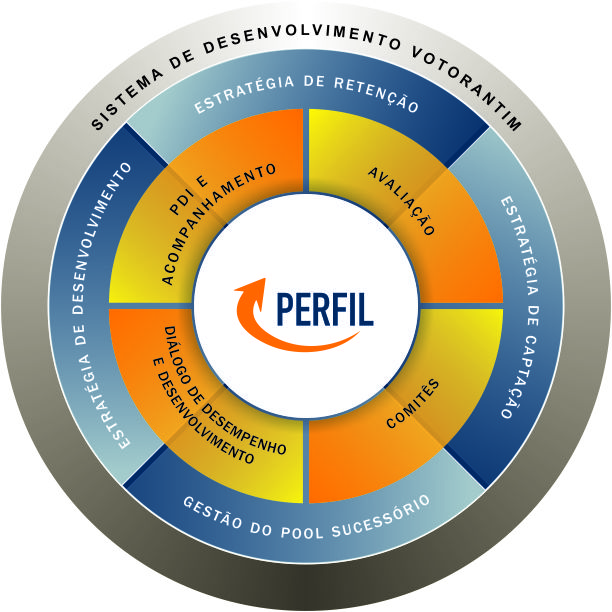 SISTEMA DE DESENVOLVIMENTO VOTORANTIM
ESTRATÉGIA DE RETENÇÃO
ESTRATÉGIA DE CAPTAÇÃO
GESTÃO DO POOL SUCESSÓRIO
ESTRATÉGIA DE DESENVOLVIMENTO
PDI E
ACOMPANHAMENTO
AVALIAÇÃO
COMITÊS
DIÁLOGO DE DESEMPENHO
E DESENVOLVIMENTO
PERFIL